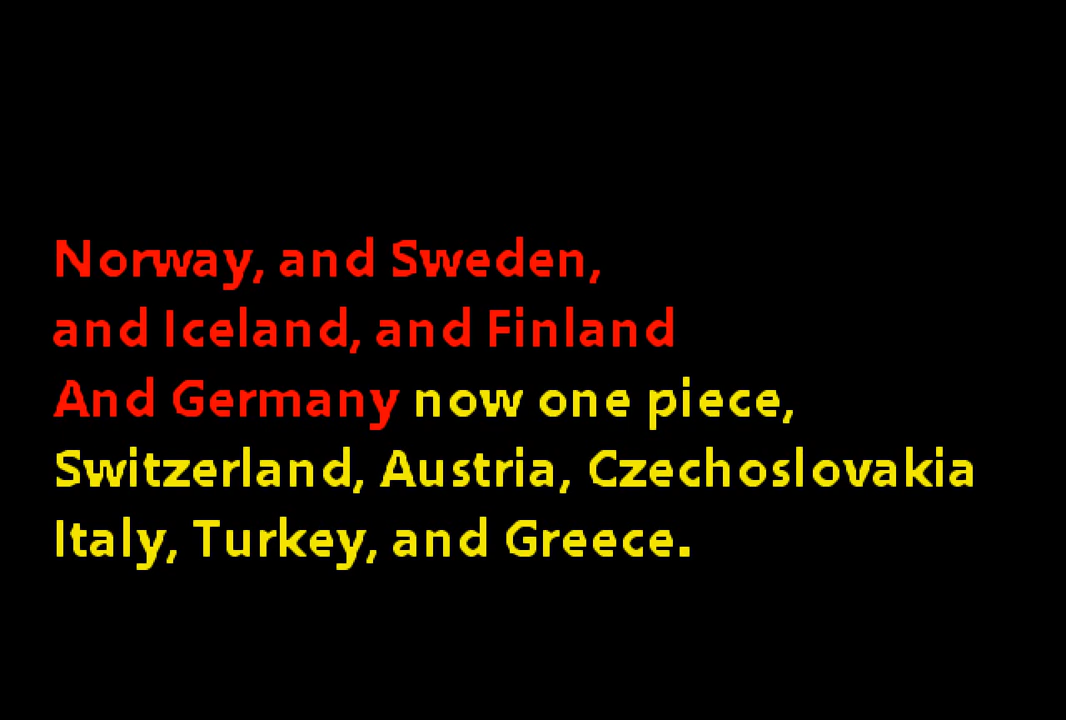 Norway, and Sweden,
and Iceland, and Finland
And Germany now one piece,
Switzerland, Austria, Czechoslovakia
Italy, Turkey, and Greece.